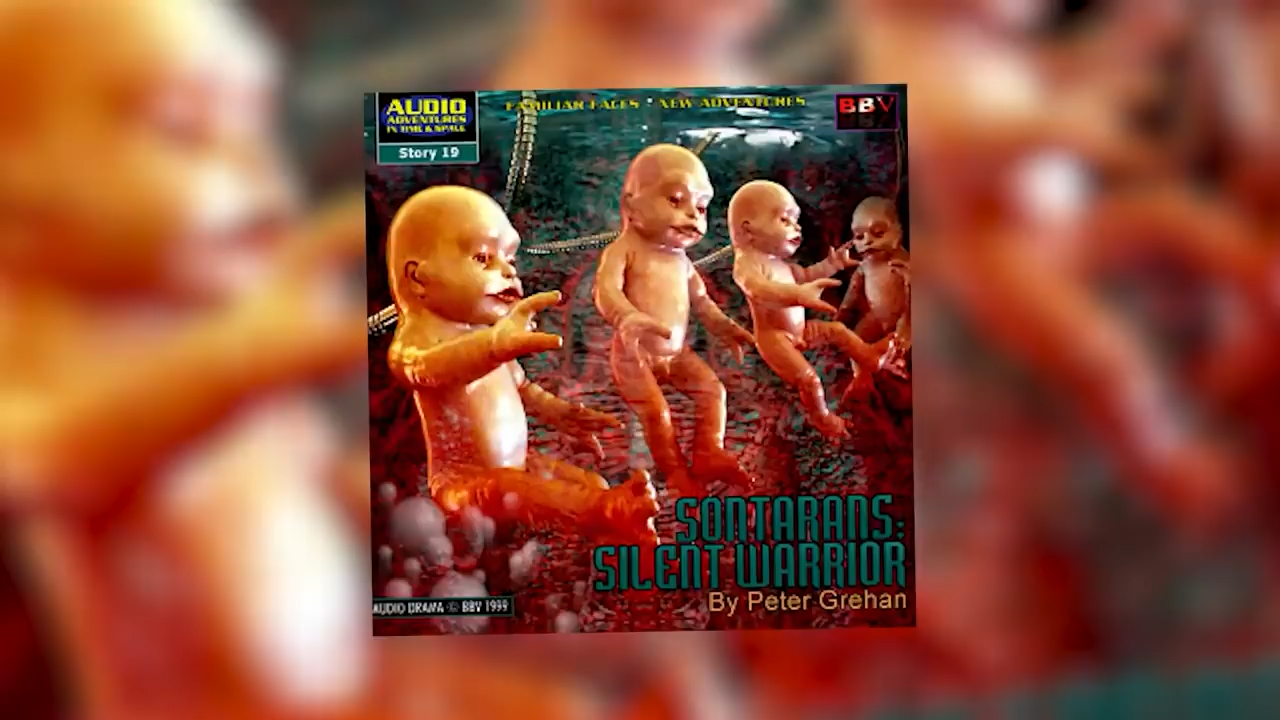 AUDIO
ADVENTURES
IN TIME & SPACE
Story 19
FAMILIAR FACES * NEW ADVENTURES
BBV
SONTARANS:
SILENT WARRIOR
By Peter Grehan
AUDIO DRAMA © BBV 1999